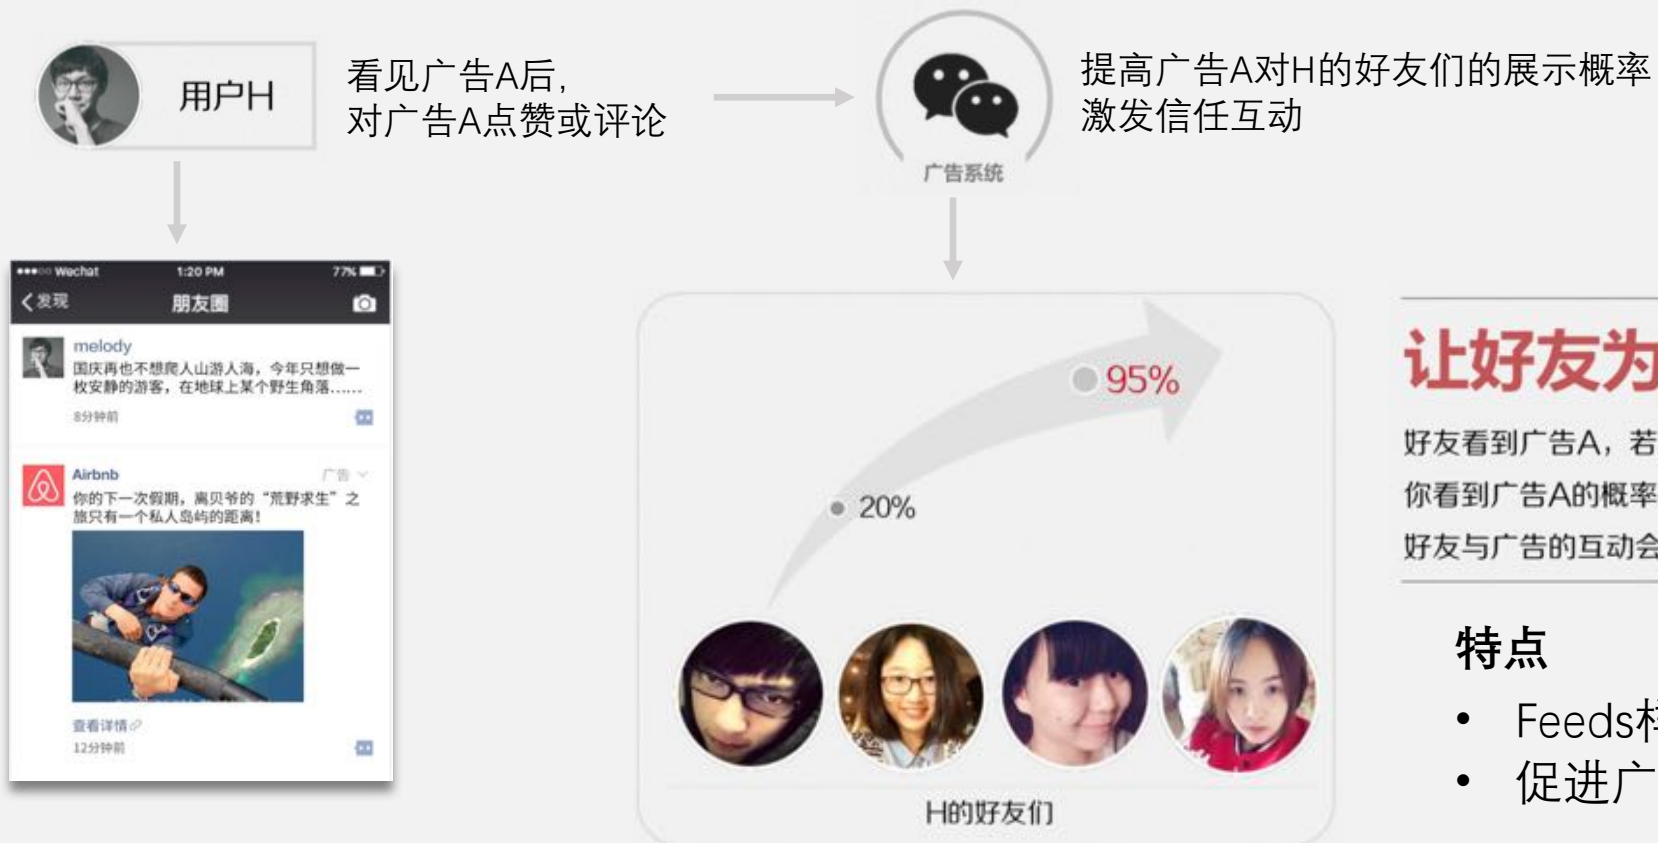 用户H
看见广告A后,
对广告A点赞或评论
广告系统
提高广告A对H的好友们的展示概率
激发信任互动
Wechat 1:20 PM 77%
发现 朋友圈
melody
国庆再也不想爬人山游人海，今年只想做一
枚安静的游客，在地球上某个野生角落……
8分钟前
Airbnb 广告
你的下一次假期，离贝爷的“荒野求生”之
旅只有一个私人岛屿的距离！
查看详情
12分钟前
95%
20%
H的好友们
让好友为
好友看到广告A，若
你看到广告A的概率
好友与广告的互动会
特点
• Feeds样
• 促进广